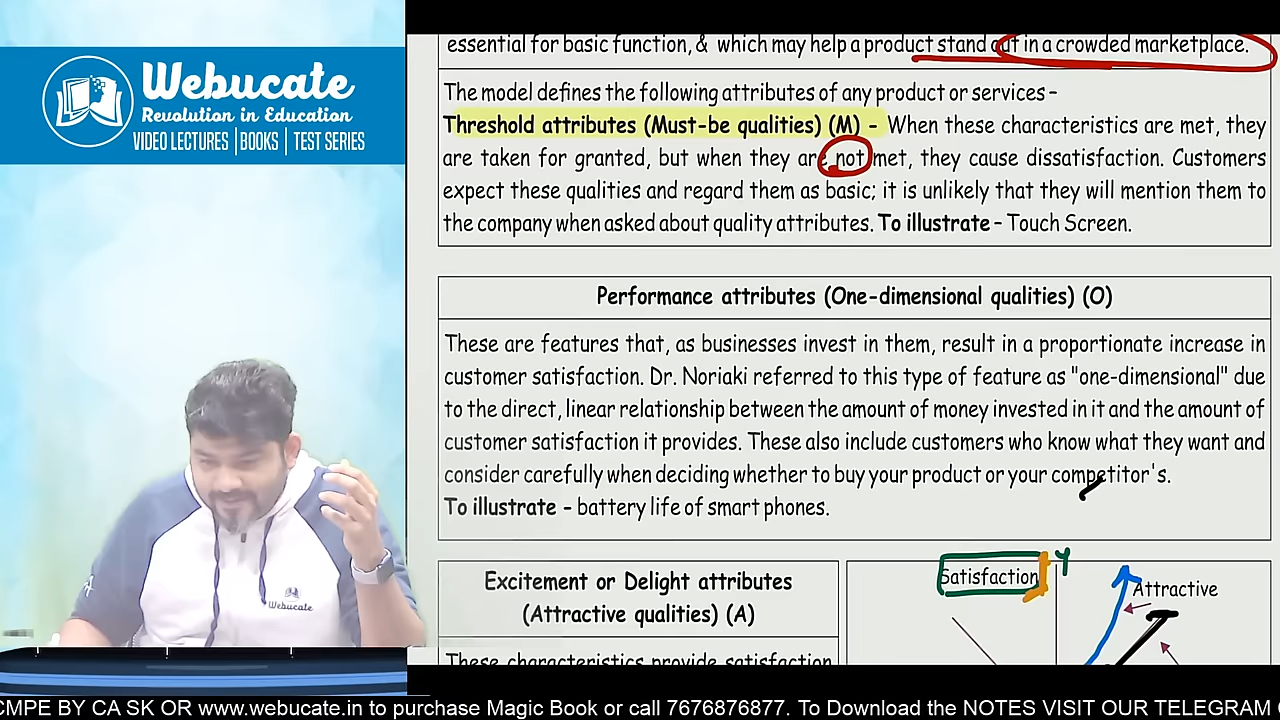 Webucate
Revolution in Education
VIDEO LECTURES | BOOKS | TEST SERIES
Webucate
essential for basic function, & which may help a product stand out in a crowded marketplace.
The model defines the following attributes of any product or services –
Threshold attributes (Must-be qualities) (M) - When these characteristics are met, they
are taken for granted, but when they are not met, they cause dissatisfaction. Customers
expect these qualities and regard them as basic; it is unlikely that they will mention them to
the company when asked about quality attributes. To illustrate – Touch Screen.
Performance attributes (One-dimensional qualities) (O)
These are features that, as businesses invest in them, result in a proportionate increase in
customer satisfaction. Dr. Noriaki referred to this type of feature as "one-dimensional" due
to the direct, linear relationship between the amount of money invested in it and the amount of
customer satisfaction it provides. These also include customers who know what they want and
consider carefully when deciding whether to buy your product or your competitor's.
To illustrate – battery life of smart phones.
Excitement or Delight attributes
(Attractive qualities) (A)
These characteristics provide satisfaction
Satisfaction
Y
Attractive
CMPE BY CA SK OR www.webucate.in to purchase Magic Book or call 7676876877. To Download the NOTES VISIT OUR TELEGRAM